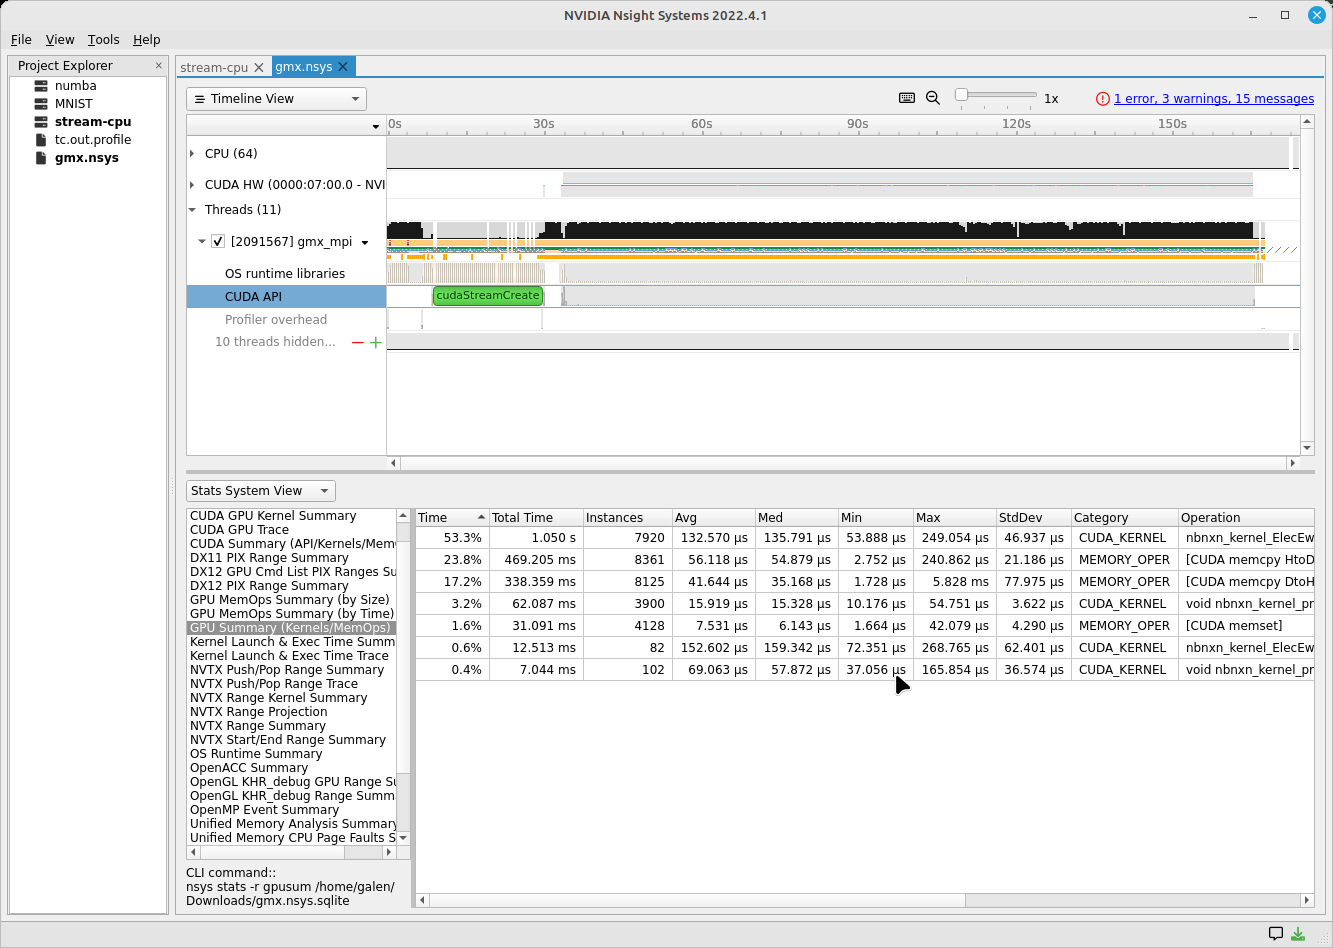 NVIDIA Nsight Systems 2022.4.1
File View Tools Help
Project Explorer
numba
MNIST
stream-cpu
tc.out.profile
gmx.nsys
stream-cpu gmx.nsys
Timeline View
1x
1 error, 3 warnings, 15 messages
0s 30s 60s 90s 120s 150s
CPU (64)
CUDA HW (0000:07:00.0 - NVI
Threads (11)
[2091567] gmx_mpi
OS runtime libraries
CUDA API
cudaStreamCreate
Profiler overhead
10 threads hidden...
Stats System View
CUDA GPU Kernel Summary
CUDA GPU Trace
CUDA Summary (API/Kernels/Mem
DX11 PIX Range Summary
DX12 GPU Cmd List PIX Ranges Su
DX12 PIX Range Summary
GPU MemOps Summary (by Size)
GPU MemOps Summary (by Time)
GPU Summary (Kernels/MemOps)
Kernel Launch & Exec Time Summ
Kernel Launch & Exec Time Trace
NVTX Push/Pop Range Summary
NVTX Push/Pop Range Trace
NVTX Range Kernel Summary
NVTX Range Projection
NVTX Range Summary
NVTX Start/End Range Summary
OS Runtime Summary
OpenACC Summary
OpenGL KHR_debug GPU Range Su
OpenGL KHR_debug Range Summ
OpenMP Event Summary
Unified Memory Analysis Summary
Unified Memory CPU Page Faults S
CLI command::
nsys stats -r gpusum /home/galen/
Downloads/gmx.nsys.sqlite
Time Total Time Instances Avg Med Min Max StdDev Category Operation
53.3% 1.050 s 7920 132.570 μs 135.791 μs 53.888 μs 249.054 μs 46.937 μs CUDA_KERNEL nbnxn_kernel_ElecEw
23.8% 469.205 ms 8361 56.118 μs 54.879 μs 2.752 μs 240.862 μs 21.186 μs MEMORY_OPER [CUDA memcpy HtoD
17.2% 338.359 ms 8125 41.644 μs 35.168 μs 1.728 μs 5.828 ms 77.975 μs MEMORY_OPER [CUDA memcpy DtoH
3.2% 62.087 ms 3900 15.919 μs 15.328 μs 10.176 μs 54.751 μs 3.622 μs CUDA_KERNEL void nbnxn_kernel_pr
1.6% 31.091 ms 4128 7.531 μs 6.143 μs 1.664 μs 42.079 μs 4.290 μs MEMORY_OPER [CUDA memset]
0.6% 12.513 ms 82 152.602 μs 159.342 μs 72.351 μs 268.765 μs 62.401 μs CUDA_KERNEL nbnxn_kernel_ElecEw
0.4% 7.044 ms 102 69.063 μs 57.872 μs 37.056 μs 165.854 μs 36.574 μs CUDA_KERNEL void nbnxn_kernel_pr